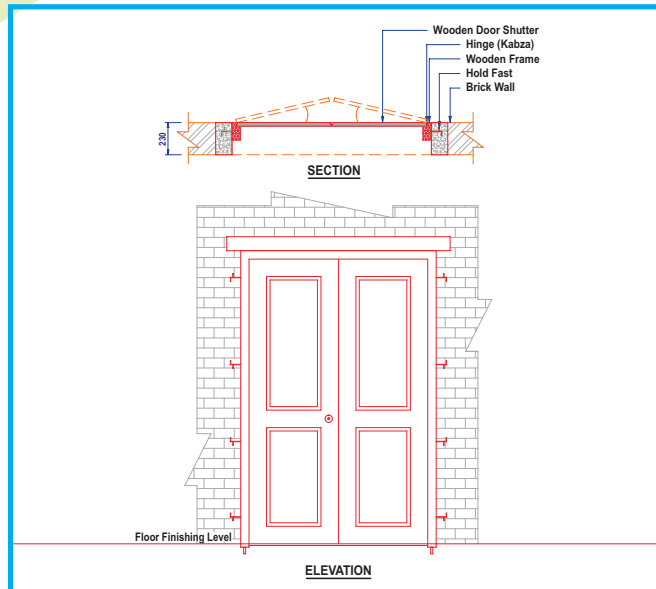 Wooden Door Shutter
Hinge (Kabza)
Wooden Frame
Hold Fast
Brick Wall
230
SECTION
Floor Finishing Level
ELEVATION